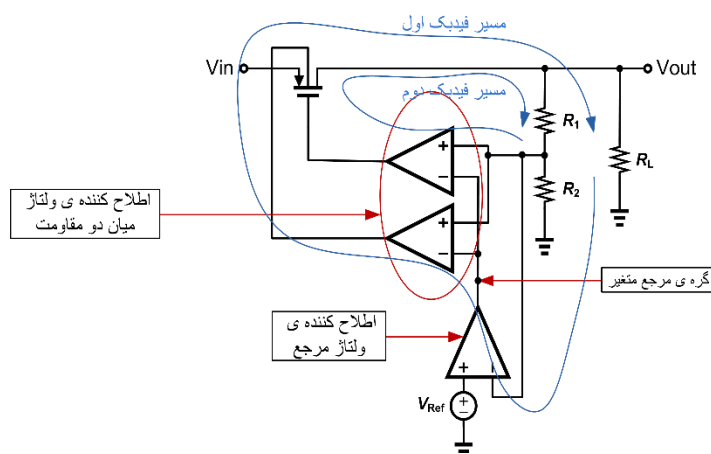 مسیر فیدبک اول
Vin
Vout
مسیر فیدبک دوم
R1
RL
+
−
R2
اطلاح کننده ی ولتاژ
میان دو مقاومت
+
−
گره ی مرجع متغیر
اطلاح کننده ی
ولتاژ مرجع
+
−
VRef
+
−